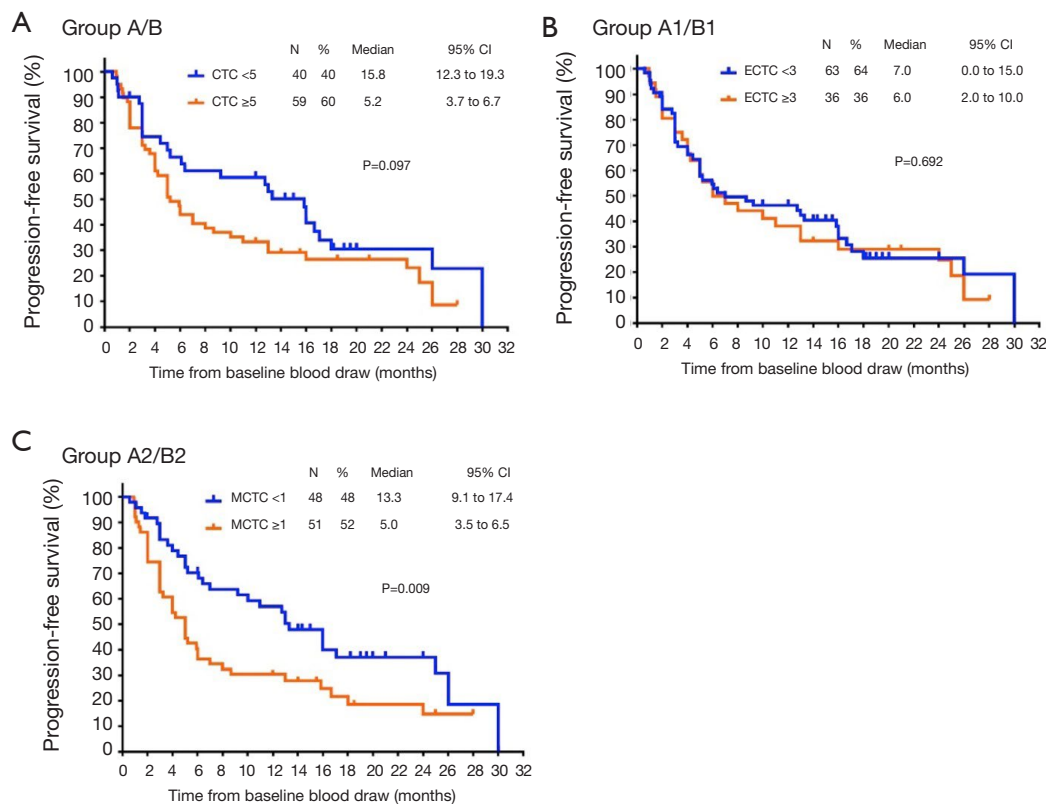 A Group A/B
N % Median 95% CI
CTC <5 40 40 15.8 12.3 to 19.3
CTC ≥5 59 60 5.2 3.7 to 6.7
P=0.097
Progression-free survival (%)
100
90
80
70
60
50
40
30
20
10
0
0 2 4 6 8 10 12 14 16 18 20 22 24 26 28 30 32
Time from baseline blood draw (months)
B Group A1/B1
N % Median 95% CI
ECTC <3 63 64 7.0 0.0 to 15.0
ECTC ≥3 36 36 6.0 2.0 to 10.0
P=0.692
Progression-free survival (%)
100
90
80
70
60
50
40
30
20
10
0
0 2 4 6 8 10 12 14 16 18 20 22 24 26 28 30 32
Time from baseline blood draw (months)
C Group A2/B2
N % Median 95% CI
MCTC <1 48 48 13.3 9.1 to 17.4
MCTC ≥1 51 52 5.0 3.5 to 6.5
P=0.009
Progression-free survival (%)
100
90
80
70
60
50
40
30
20
10
0
0 2 4 6 8 10 12 14 16 18 20 22 24 26 28 30 32
Time from baseline blood draw (months)